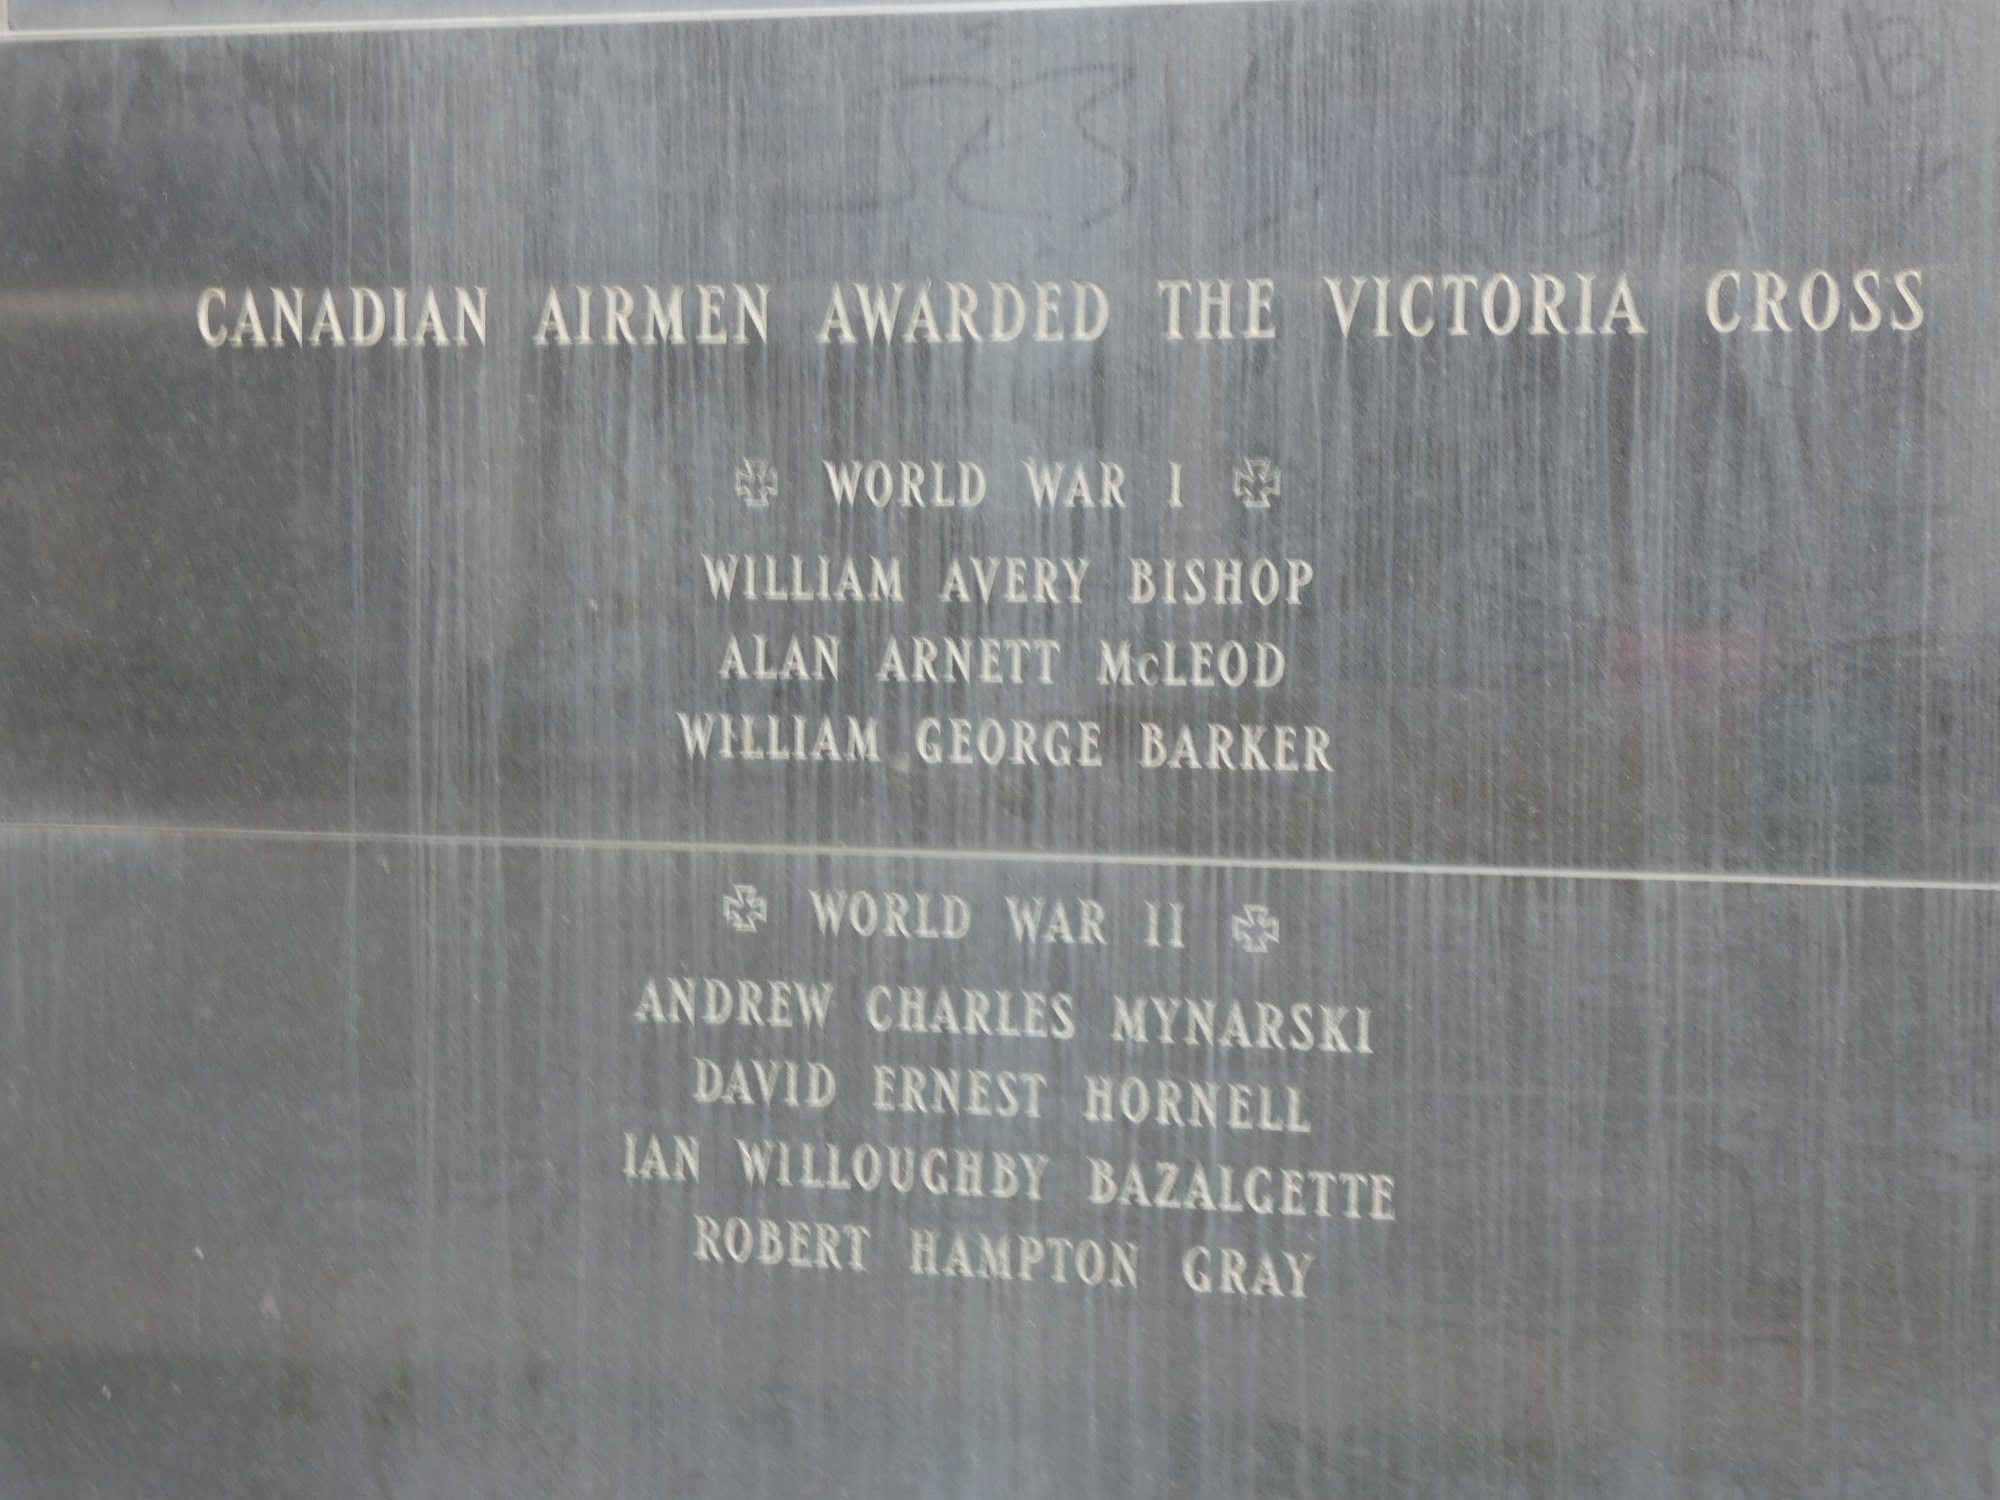 CANADIAN AIRMEN AWARDED THE VICTORIA CROSS
WORLD WAR I
WILLIAM AVERY BISHOP
ALAN ARNETT McLEOD
WILLIAM GEORGE BARKER
WORLD WAR II
ANDREW CHARLES MYNARSKI
DAVID ERNEST HORNELL
IAN WILLOUGHBY BAZALGETTE
ROBERT HAMPTON GRAY